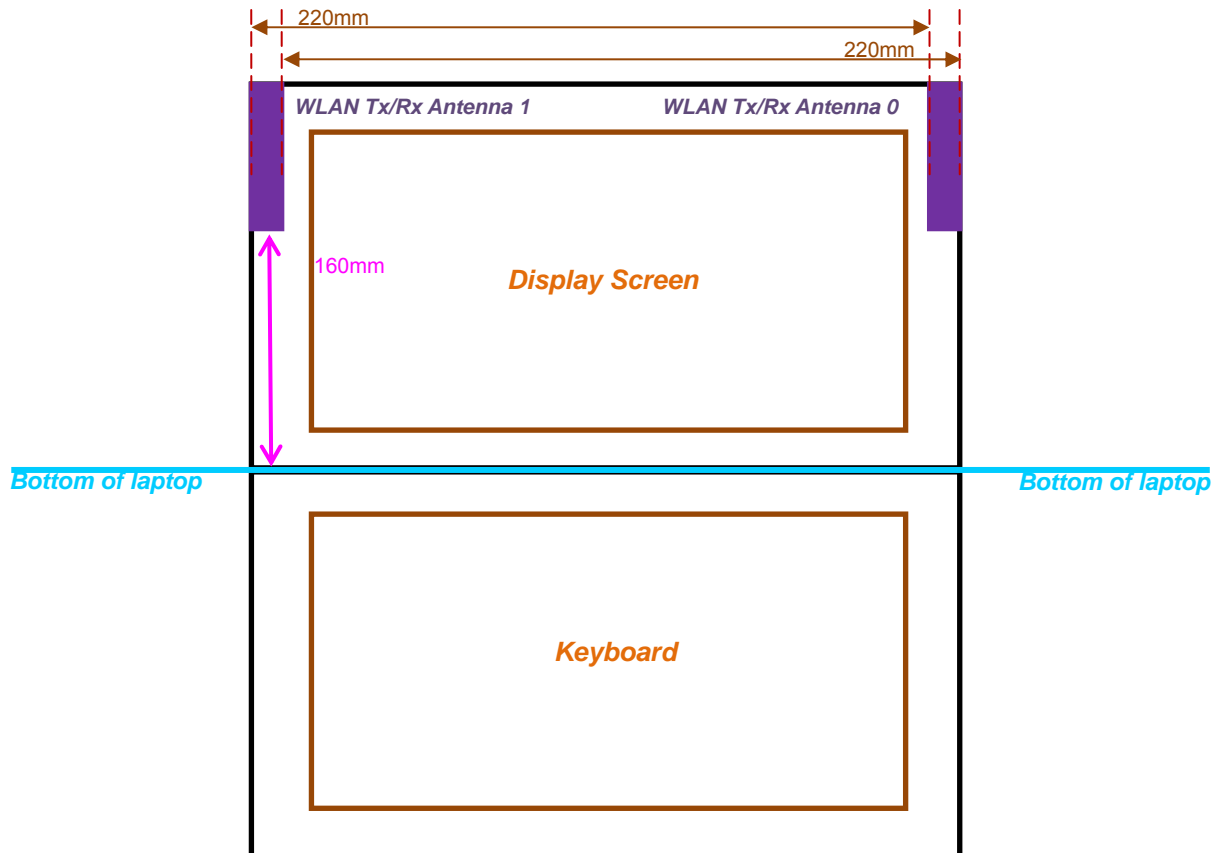 220mm
220mm
WLAN Tx/Rx Antenna 1
WLAN Tx/Rx Antenna 0
160mm
Display Screen
Bottom of laptop
Bottom of laptop
Keyboard